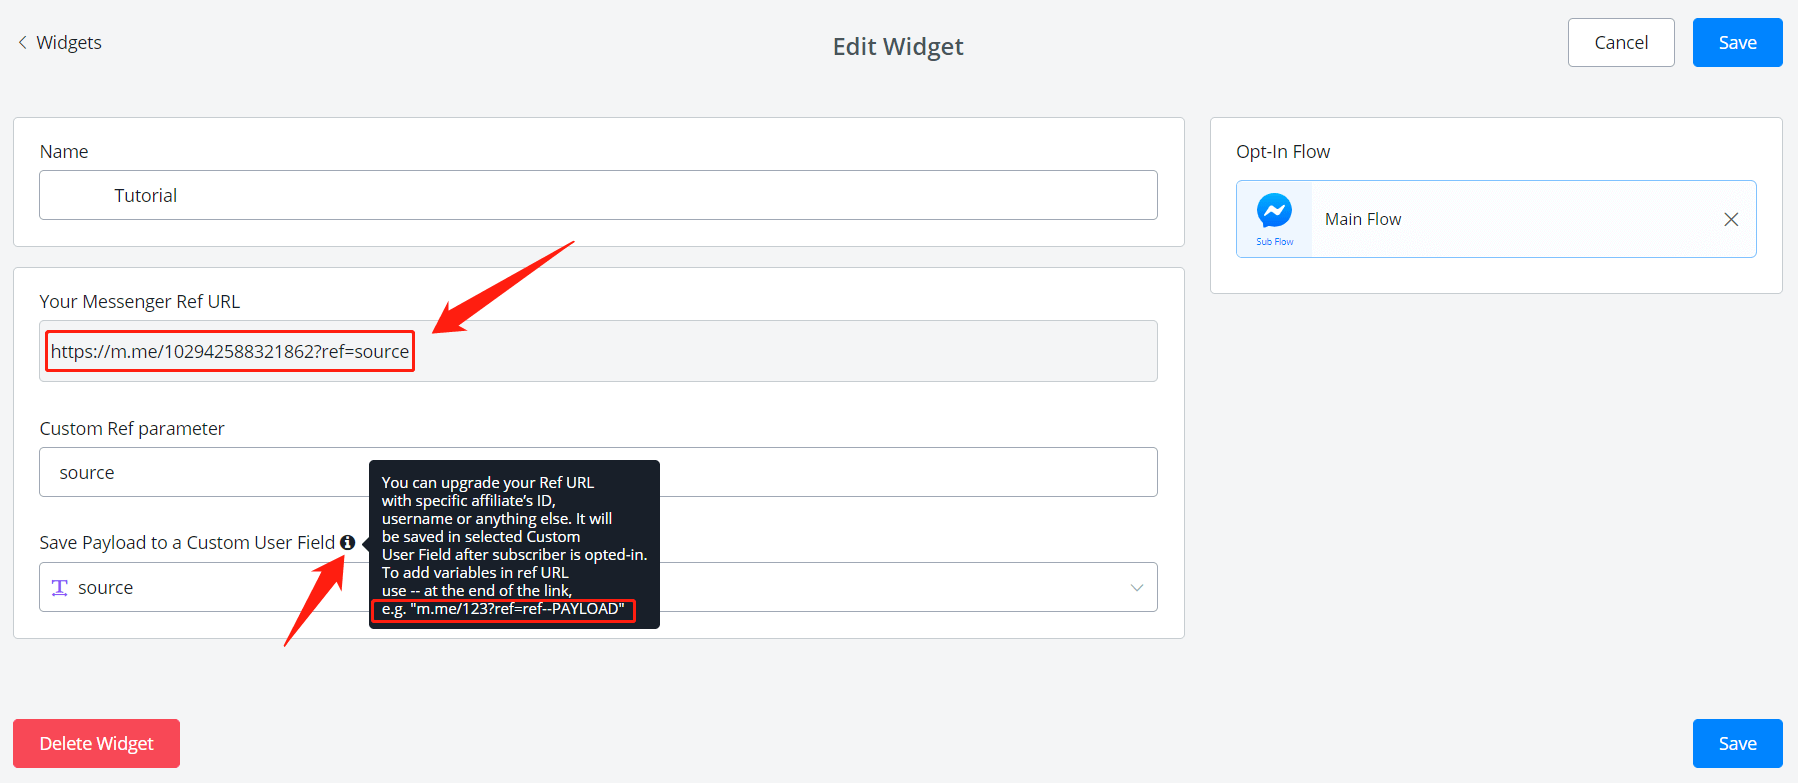 Widgets
Edit Widget
Cancel
Save
Name
Tutorial
Opt-In Flow
Sub Flow
Main Flow
Your Messenger Ref URL
https://m.me/102942588321862?ref=source
Custom Ref parameter
source
Save Payload to a Custom User Field
source
You can upgrade your Ref URL
with specific affiliate’s ID,
username or anything else. It will
be saved in selected Custom
User Field after subscriber is opted-in.
To add variables in ref URL
use -- at the end of the link,
e.g. "m.me/123?ref=ref--PAYLOAD"
Delete Widget
Save